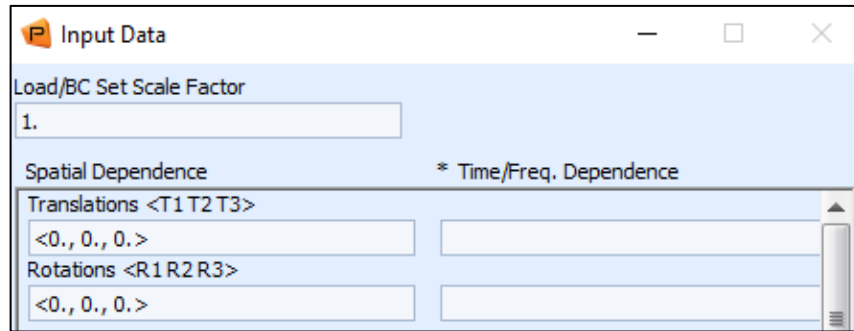 Input Data
Load/BC Set Scale Factor
1.
Spatial Dependence * Time/Freq. Dependence
Translations <T1 T2 T3>
<0., 0., 0.>
Rotations <R1 R2 R3>
<0., 0., 0.>